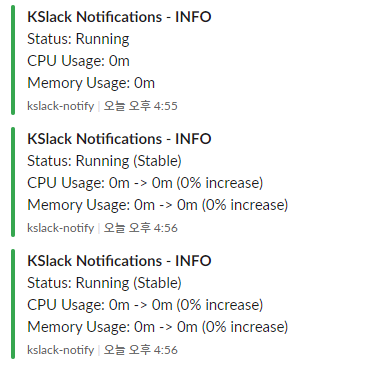 KSlack Notifications - INFO
Status: Running
CPU Usage: 0m
Memory Usage: 0m
kslack-notify | 오늘 오후 4:55
KSlack Notifications - INFO
Status: Running (Stable)
CPU Usage: 0m -> 0m (0% increase)
Memory Usage: 0m -> 0m (0% increase)
kslack-notify | 오늘 오후 4:56
KSlack Notifications - INFO
Status: Running (Stable)
CPU Usage: 0m -> 0m (0% increase)
Memory Usage: 0m -> 0m (0% increase)
kslack-notify | 오늘 오후 4:56